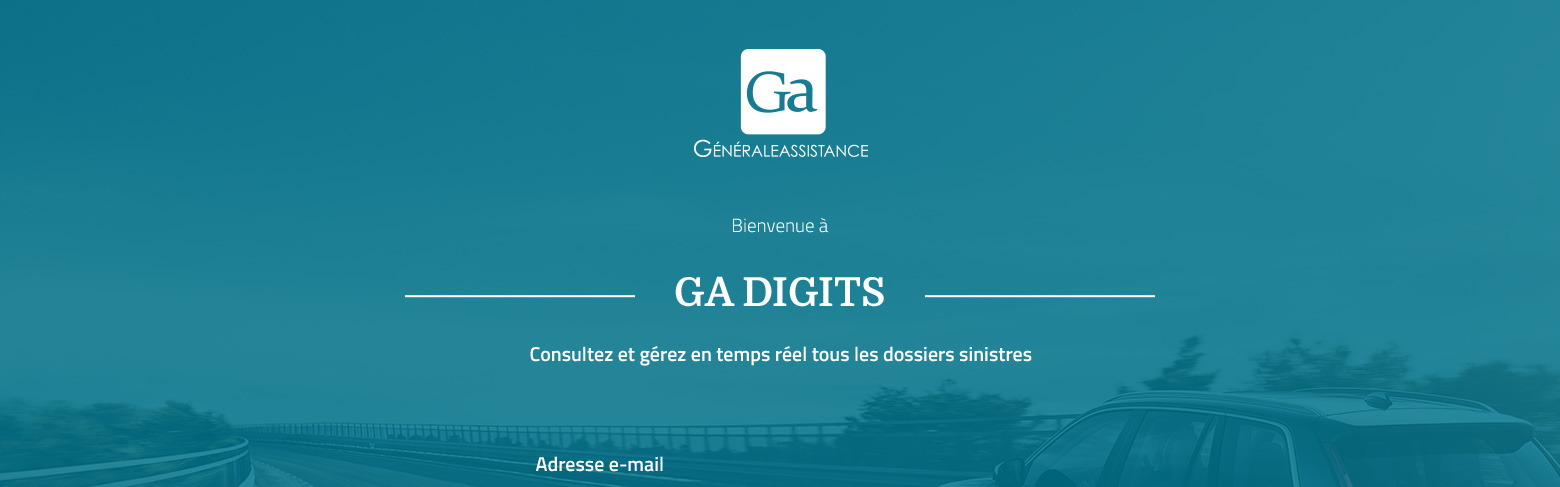 Ga
GÉNÉRALEASSISTANCE
Bienvenue à
GA DIGITS
Consultez et gérez en temps réel tous les dossiers sinistres
Adresse e-mail